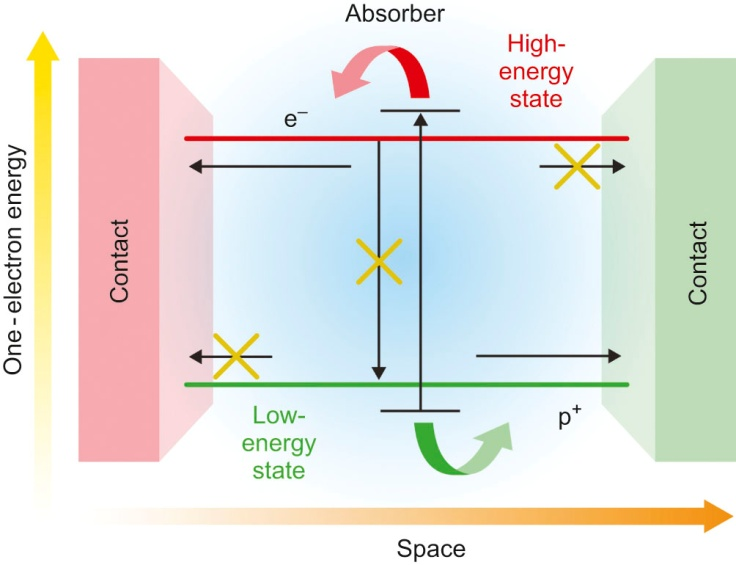 Absorber
High-
energy
state
e⁻
One-electron energy
Contact
Contact
Low-
energy
state
p⁺
Space